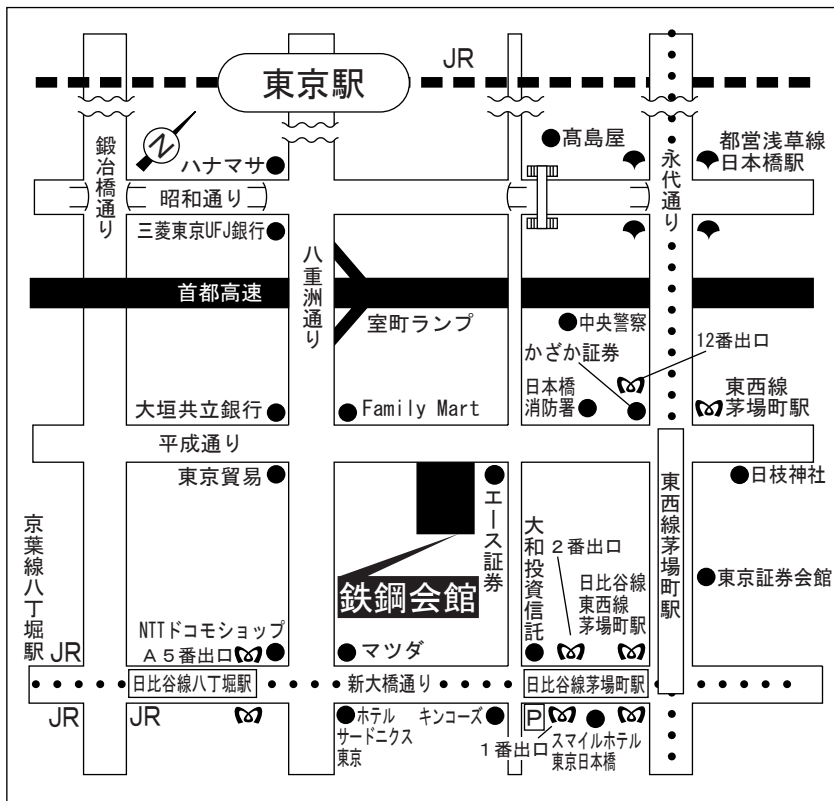 JR
東京駅
N
鍛冶橋通り
ハナマサ
髙島屋
永代通り
都営浅草線
日本橋駅
昭和通り
三菱東京UFJ銀行
八重洲通り
首都高速
室町ランプ
中央警察
かざか証券
12番出口
大垣共立銀行
Family Mart
日本橋
消防署
東西線
茅場町駅
平成通り
東京貿易
エース証券
大和投資信託
2番出口
東西線茅場町駅
日枝神社
京葉線八丁堀駅
鉄鋼会館
日比谷線
東西線
茅場町駅
東京証券会館
NTTドコモショップ
A5番出口
マツダ
JR
日比谷線八丁堀駅
新大橋通り
日比谷線茅場町駅
JR
JR
ホテル
サードニクス
東京
キンコーズ
P
1番出口
スマイルホテル
東京日本橋